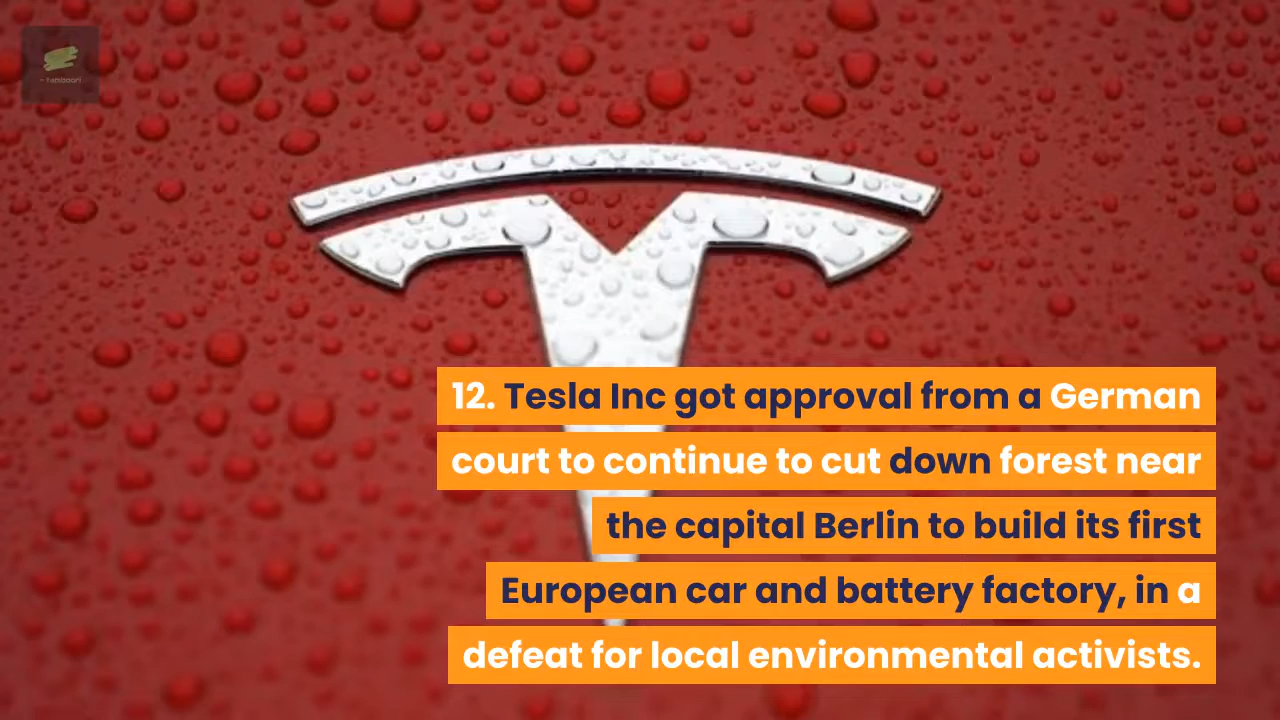 ~ tamboori
12. Tesla Inc got approval from a German
court to continue to cut down forest near
the capital Berlin to build its first
European car and battery factory, in a
defeat for local environmental activists.